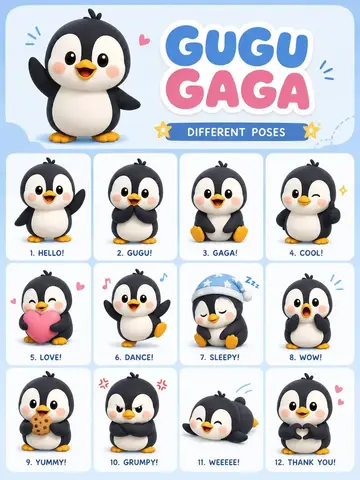 GUGU
GAGA
DIFFERENT POSES
1. HELLO!
2. GUGU!
3. GAGA!
4. COOL!
5. LOVE!
6. DANCE!
Zzz
7. SLEEPY!
8. WOW!
9. YUMMY!
10. GRUMPY!
11. WEEEEE!
12. THANK YOU!